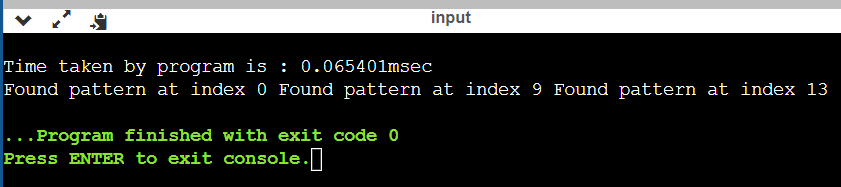 input
Time taken by program is : 0.065401msec
Found pattern at index 0 Found pattern at index 9 Found pattern at index 13
...Program finished with exit code 0
Press ENTER to exit console.